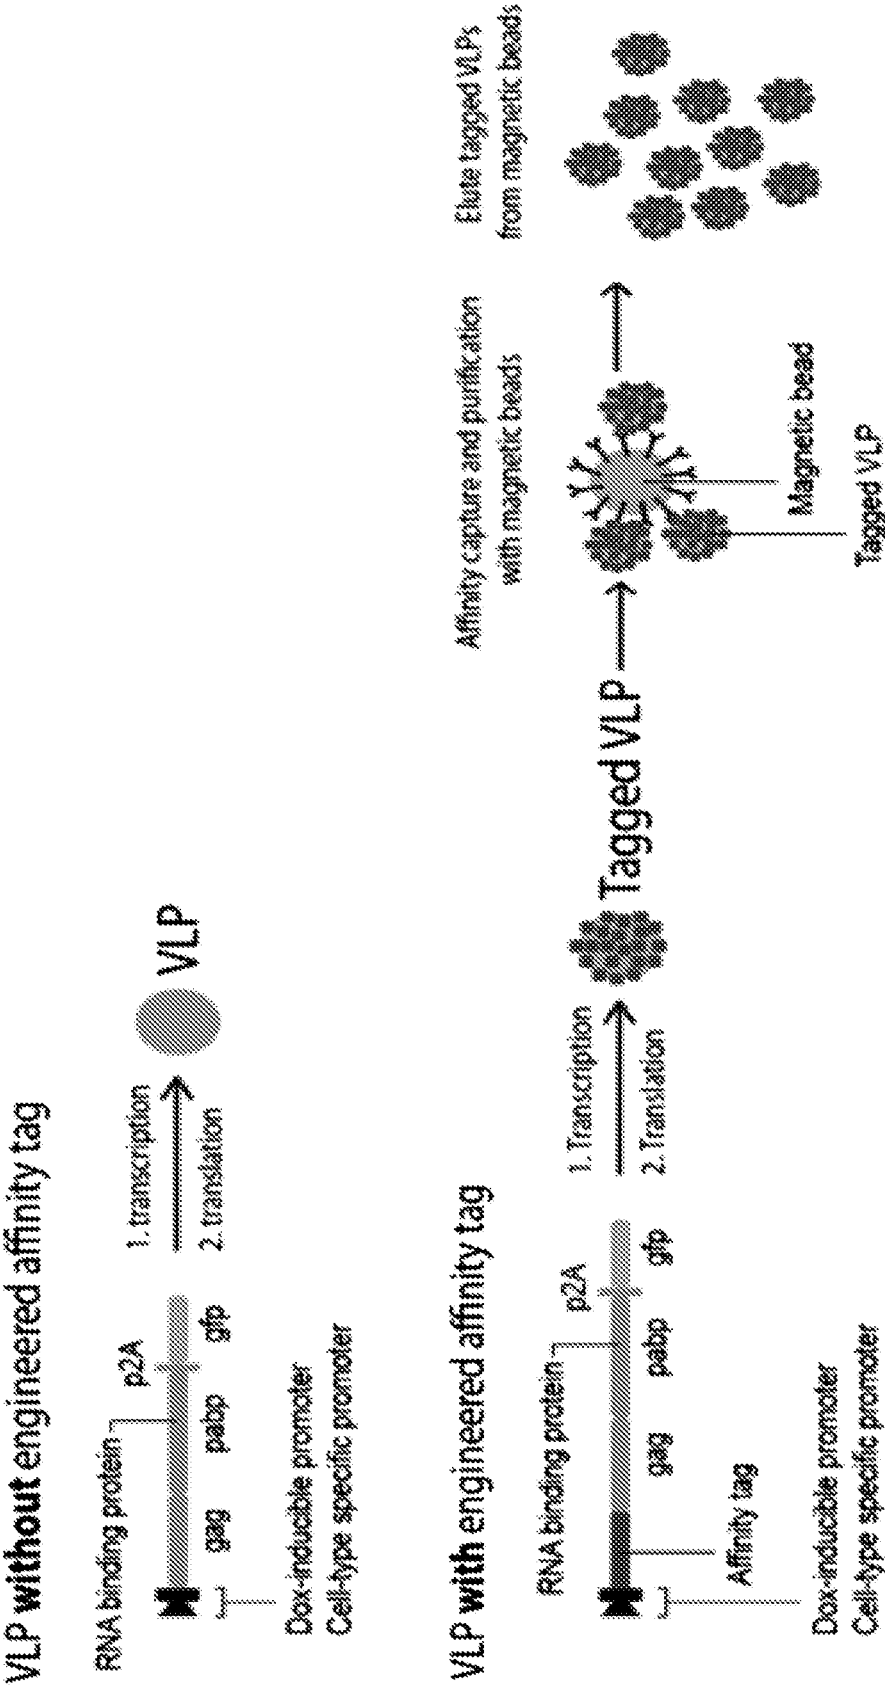 VLP without engineered affinity tag
RNA binding protein
p2A
gag
pabp
gfp
Dox-inducible promoter
Cell-type specific promoter
1. transcription
2. translation
VLP
VLP with engineered affinity tag
RNA binding protein
p2A
gag
pabp
gfp
Affinity tag
Dox-inducible promoter
Cell-type specific promoter
1. Transcription
2. Translation
Tagged VLP
Affinity capture and purification
with magnetic beads
Magnetic bead
Tagged VLP
Elute tagged VLPs
from magnetic beads